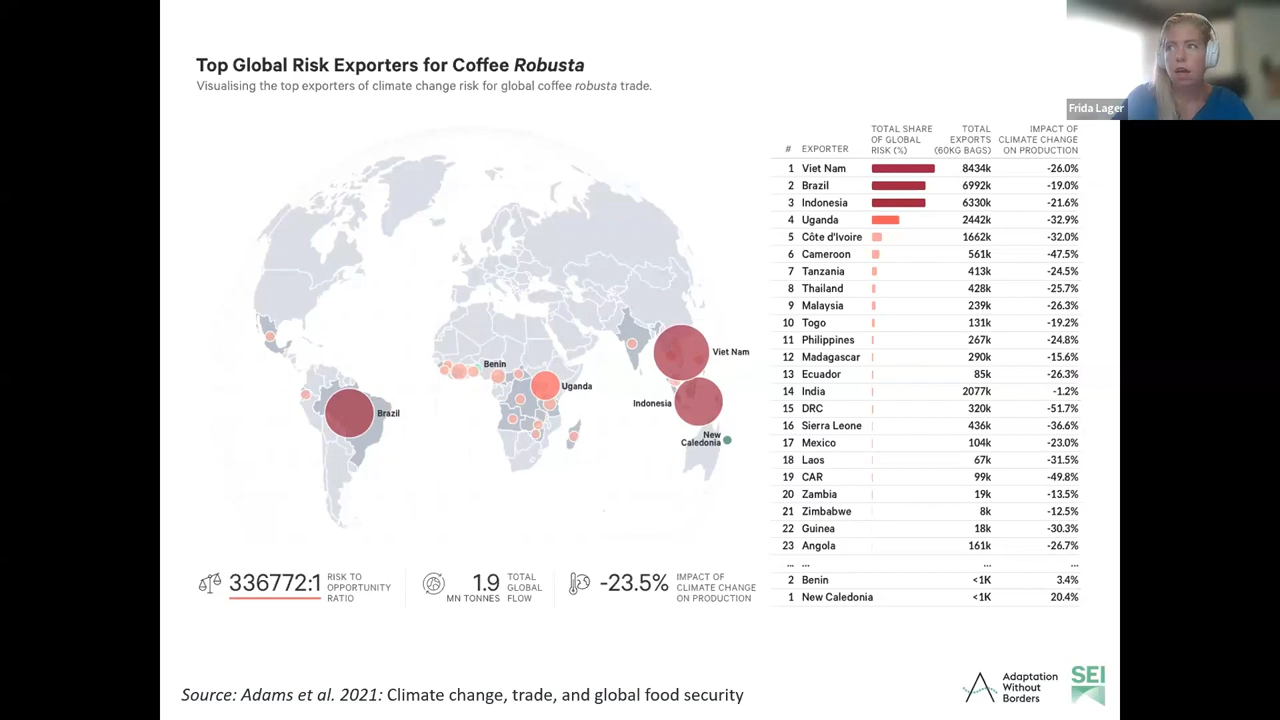 Frida Lager
Top Global Risk Exporters for Coffee Robusta
Visualising the top exporters of climate change risk for global coffee robusta trade.
# EXPORTER TOTAL SHARE OF GLOBAL RISK (%) TOTAL EXPORTS (60KG BAGS) IMPACT OF CLIMATE CHANGE ON PRODUCTION
1 Viet Nam 8434k -26.0%
2 Brazil 6992k -19.0%
3 Indonesia 6330k -21.6%
4 Uganda 2442k -32.9%
5 Côte d'Ivoire 1662k -32.0%
6 Cameroon 561k -47.5%
7 Tanzania 413k -24.5%
8 Thailand 428k -25.7%
9 Malaysia 239k -26.3%
10 Togo 131k -19.2%
11 Philippines 267k -24.8%
12 Madagascar 290k -15.6%
13 Ecuador 85k -26.3%
14 India 2077k -1.2%
15 DRC 320k -51.7%
16 Sierra Leone 436k -36.6%
17 Mexico 104k -23.0%
18 Laos 67k -31.5%
19 CAR 99k -49.8%
20 Zambia 19k -13.5%
21 Zimbabwe 8k -12.5%
22 Guinea 18k -30.3%
23 Angola 161k -26.7%
... ... ... ...
2 Benin <1K 3.4%
1 New Caledonia <1K 20.4%
Benin
Viet Nam
Uganda
Indonesia
Brazil
New
Caledonia
336772:1 RISK TO OPPORTUNITY RATIO
1.9 MN TONNES TOTAL GLOBAL FLOW
-23.5% IMPACT OF CLIMATE CHANGE ON PRODUCTION
Source: Adams et al. 2021: Climate change, trade, and global food security
Adaptation
Without
Borders
SEI